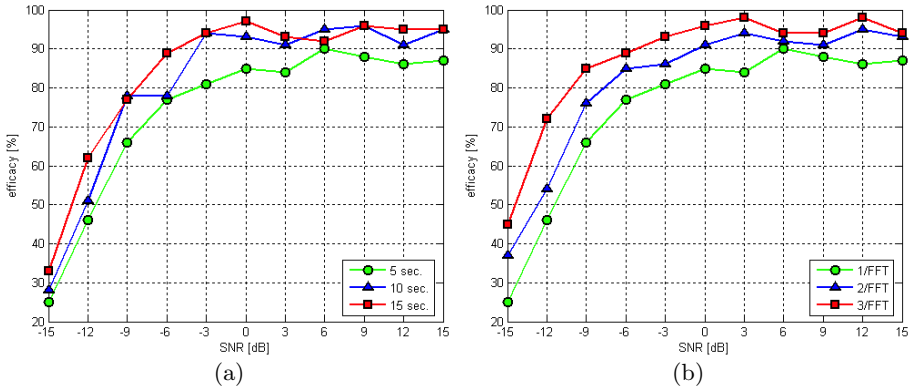 100
90
80
70
60
50
40
30
20
efficacy [%]
-15 -12 -9 -6 -3 0 3 6 9 12 15
SNR [dB]
5 sec.
10 sec.
15 sec.
(a)
100
90
80
70
60
50
40
30
20
efficacy [%]
-15 -12 -9 -6 -3 0 3 6 9 12 15
SNR [dB]
1/FFT
2/FFT
3/FFT
(b)